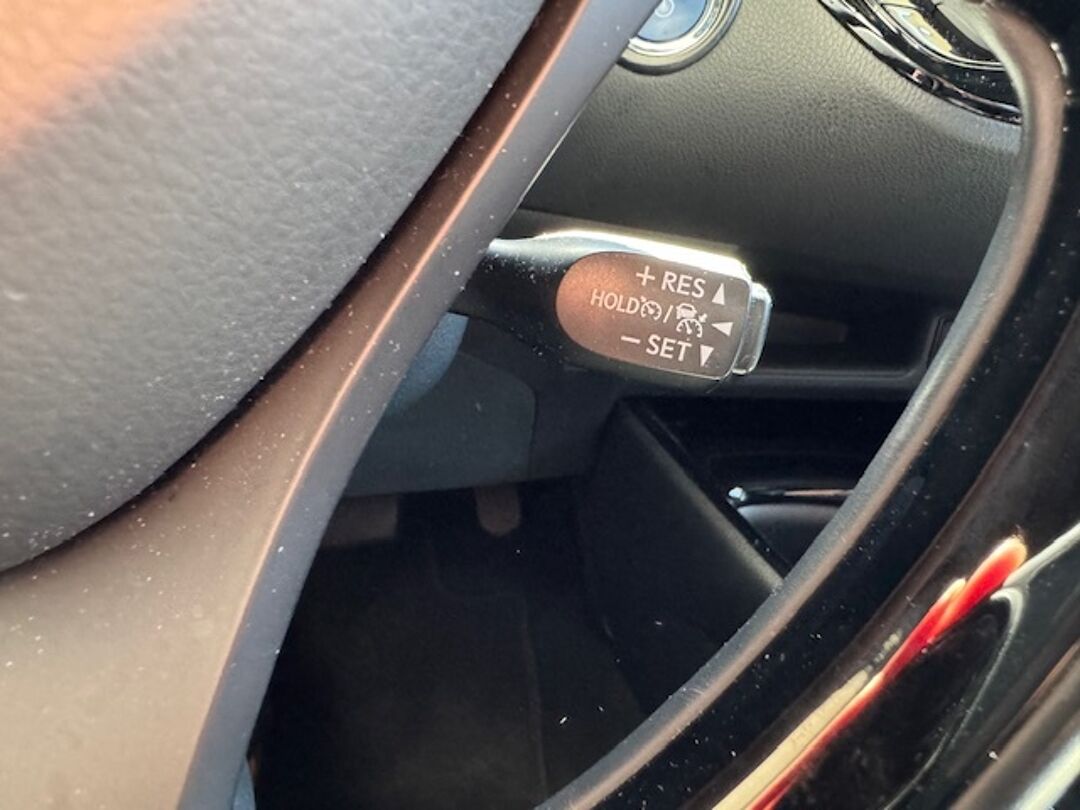 + RES
HOLD /
− SET